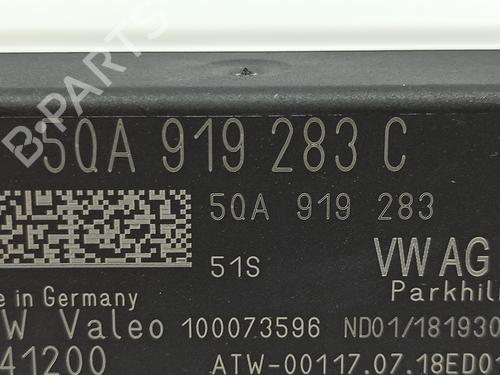 5QA 919 283 C
5QA 919 283
51S
VW AG
in Germany
Parkhil
W Valeo 100073596 ND01/181930
41200 ATW-00117.07.18ED01
B-PARTS